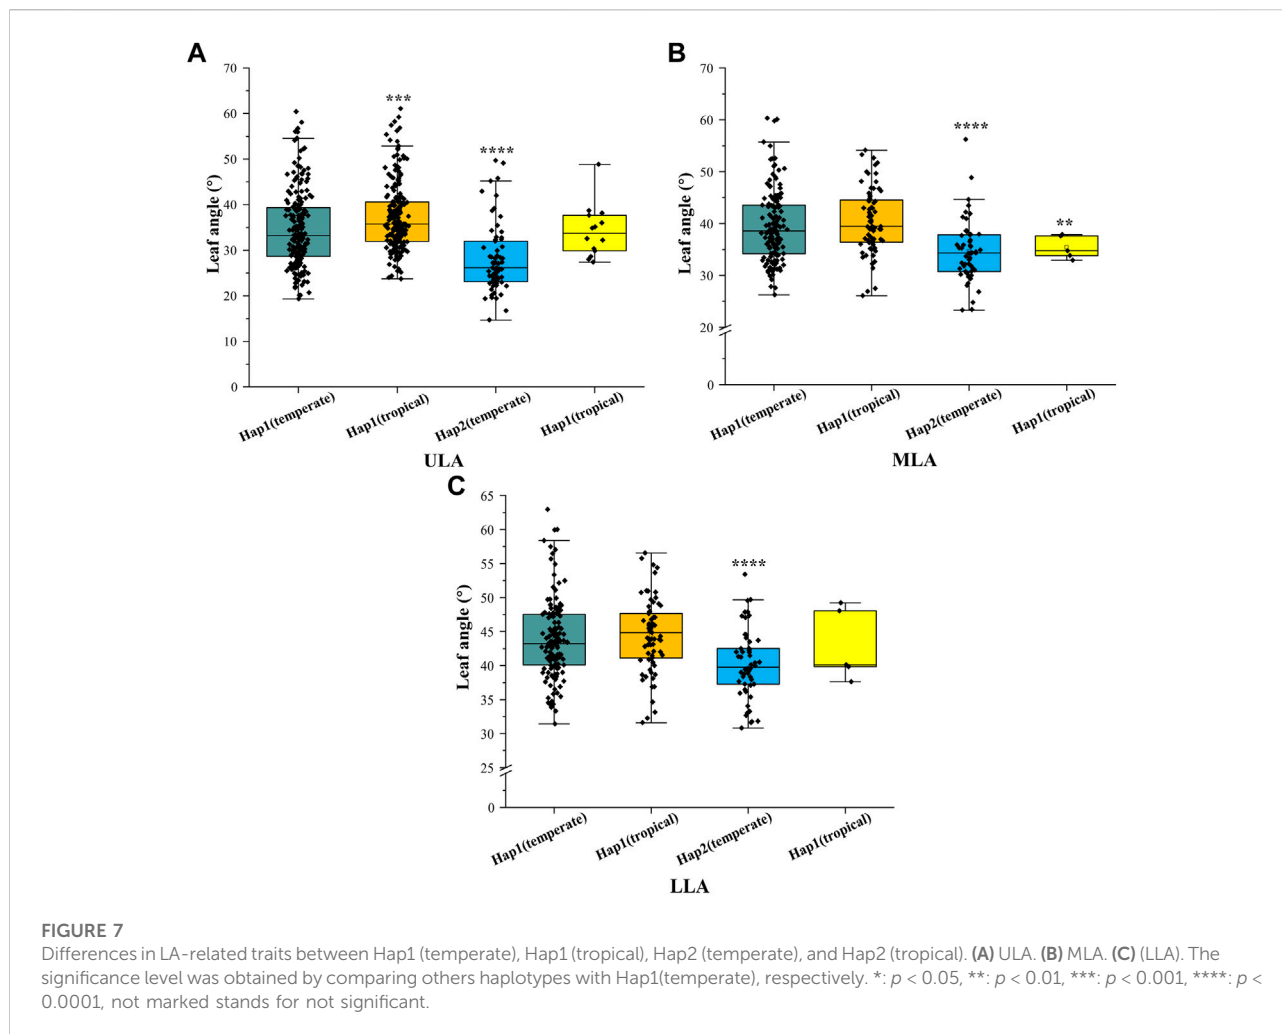 A
70
60
50
40
30
20
10
0
Leaf angle (°)
***
****
Hap1(temperate)
Hap1(tropical)
Hap2(temperate)
Hap1(tropical)
ULA
B
70
60
50
40
30
20
0
Leaf angle (°)
****
**
Hap1(temperate)
Hap1(tropical)
Hap2(temperate)
Hap1(tropical)
MLA
C
65
60
55
50
45
40
35
30
25
0
Leaf angle (°)
****
Hap1(temperate)
Hap1(tropical)
Hap2(temperate)
Hap1(tropical)
LLA
FIGURE 7
Differences in LA-related traits between Hap1 (temperate), Hap1 (tropical), Hap2 (temperate), and Hap2 (tropical). (A) ULA. (B) MLA. (C) (LLA). The
significance level was obtained by comparing others haplotypes with Hap1(temperate), respectively. *: p < 0.05, **: p < 0.01, ***: p < 0.001, ****: p <
0.0001, not marked stands for not significant.